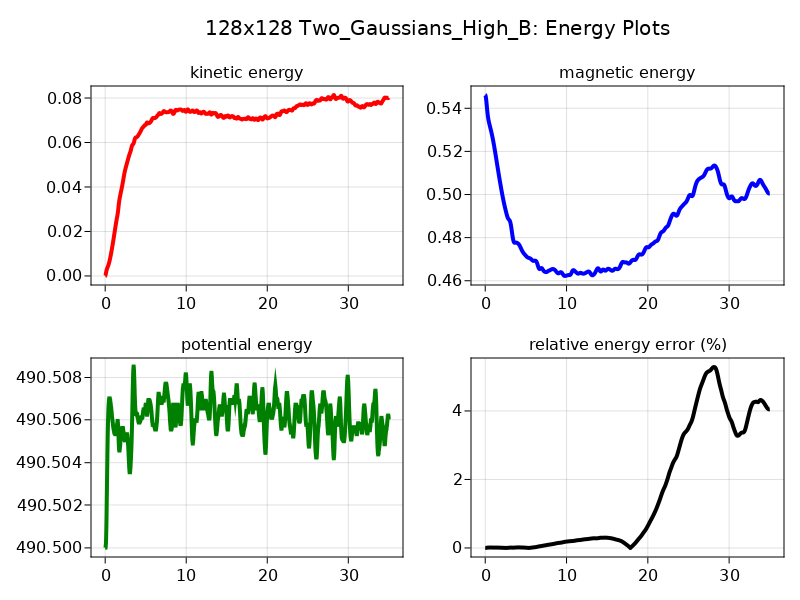 128x128 Two_Gaussians_High_B: Energy Plots
kinetic energy
0.08
0.06
0.04
0.02
0.00
0 10 20 30
magnetic energy
0.54
0.52
0.50
0.48
0.46
0 10 20 30
potential energy
490.508
490.506
490.504
490.502
490.500
0 10 20 30
relative energy error (%)
4
2
0
0 10 20 30